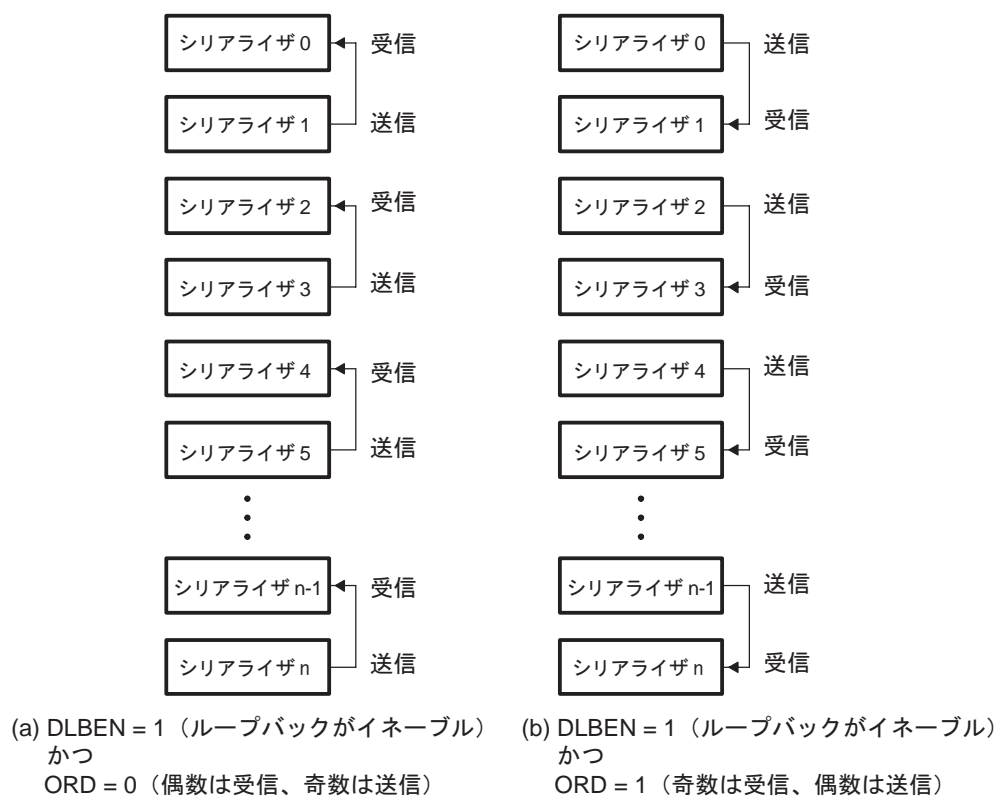 シリアライザ 0
受信
シリアライザ 1
送信
シリアライザ 2
受信
シリアライザ 3
送信
シリアライザ 4
受信
シリアライザ 5
送信
シリアライザ n-1
受信
シリアライザ n
送信
(a) DLBEN = 1（ループバックがイネーブル）
かつ
ORD = 0（偶数は受信、奇数は送信）
シリアライザ 0
送信
シリアライザ 1
受信
シリアライザ 2
送信
シリアライザ 3
受信
シリアライザ 4
送信
シリアライザ 5
受信
シリアライザ n-1
送信
シリアライザ n
受信
(b) DLBEN = 1（ループバックがイネーブル）
かつ
ORD = 1（奇数は受信、偶数は送信）